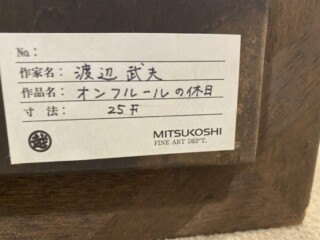 No:
作家名： 渡辺 武夫
作品名： オンフルールの休日
寸 法： 25F
越 MITSUKOSHI
FINE ART DEP'T.